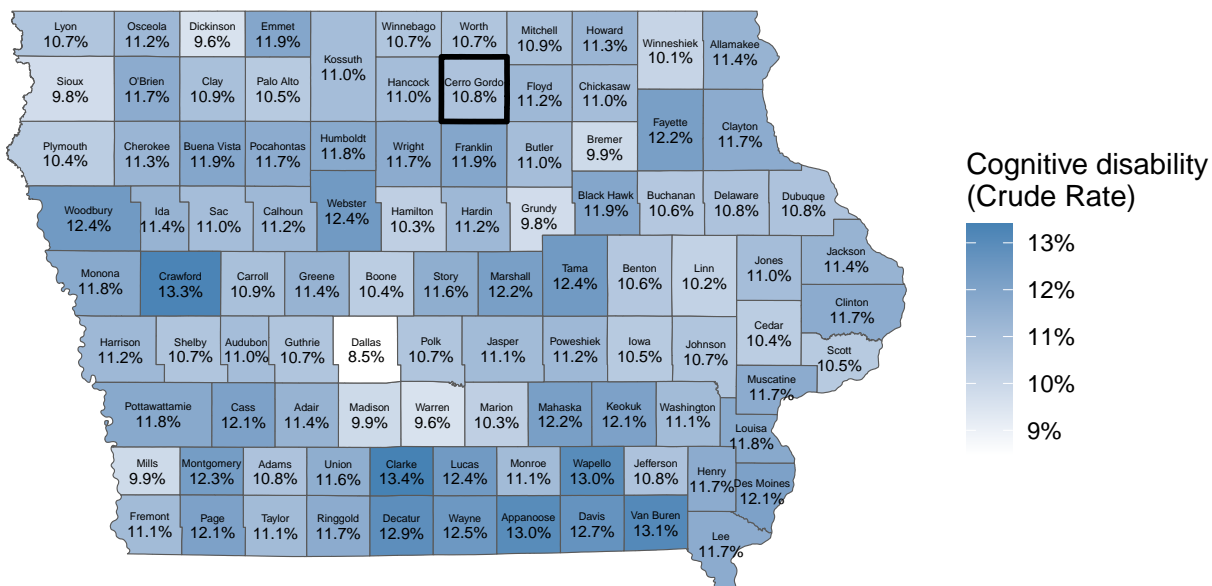 Lyon
10.7%
Osceola
11.2%
Dickinson
9.6%
Emmet
11.9%
Kossuth
11.0%
Winnebago
10.7%
Worth
10.7%
Mitchell
10.9%
Howard
11.3%
Winneshiek
10.1%
Allamakee
11.4%
Sioux
9.8%
O'Brien
11.7%
Clay
10.9%
Palo Alto
10.5%
Hancock
11.0%
Cerro Gordo
10.8%
Floyd
11.2%
Chickasaw
11.0%
Fayette
12.2%
Clayton
11.7%
Plymouth
10.4%
Cherokee
11.3%
Buena Vista
11.9%
Pocahontas
11.7%
Humboldt
11.8%
Wright
11.7%
Franklin
11.9%
Butler
11.0%
Bremer
9.9%
Woodbury
12.4%
Ida
11.4%
Sac
11.0%
Calhoun
11.2%
Webster
12.4%
Hamilton
10.3%
Hardin
11.2%
Grundy
9.8%
Black Hawk
11.9%
Buchanan
10.6%
Delaware
10.8%
Dubuque
10.8%
Monona
11.8%
Crawford
13.3%
Carroll
10.9%
Greene
11.4%
Boone
10.4%
Story
11.6%
Marshall
12.2%
Tama
12.4%
Benton
10.6%
Linn
10.2%
Jones
11.0%
Jackson
11.4%
Clinton
11.7%
Harrison
11.2%
Shelby
10.7%
Audubon
11.0%
Guthrie
10.7%
Dallas
8.5%
Polk
10.7%
Jasper
11.1%
Poweshiek
11.2%
Iowa
10.5%
Johnson
10.7%
Cedar
10.4%
Scott
10.5%
Muscatine
11.7%
Pottawattamie
11.8%
Cass
12.1%
Adair
11.4%
Madison
9.9%
Warren
9.6%
Marion
10.3%
Mahaska
12.2%
Keokuk
12.1%
Washington
11.1%
Louisa
11.8%
Mills
9.9%
Montgomery
12.3%
Adams
10.8%
Union
11.6%
Clarke
13.4%
Lucas
12.4%
Monroe
11.1%
Wapello
13.0%
Jefferson
10.8%
Henry
11.7%
Des Moines
12.1%
Fremont
11.1%
Page
12.1%
Taylor
11.1%
Ringgold
11.7%
Decatur
12.9%
Wayne
12.5%
Appanoose
13.0%
Davis
12.7%
Van Buren
13.1%
Lee
11.7%
Cognitive disability
(Crude Rate)
13%
12%
11%
10%
9%